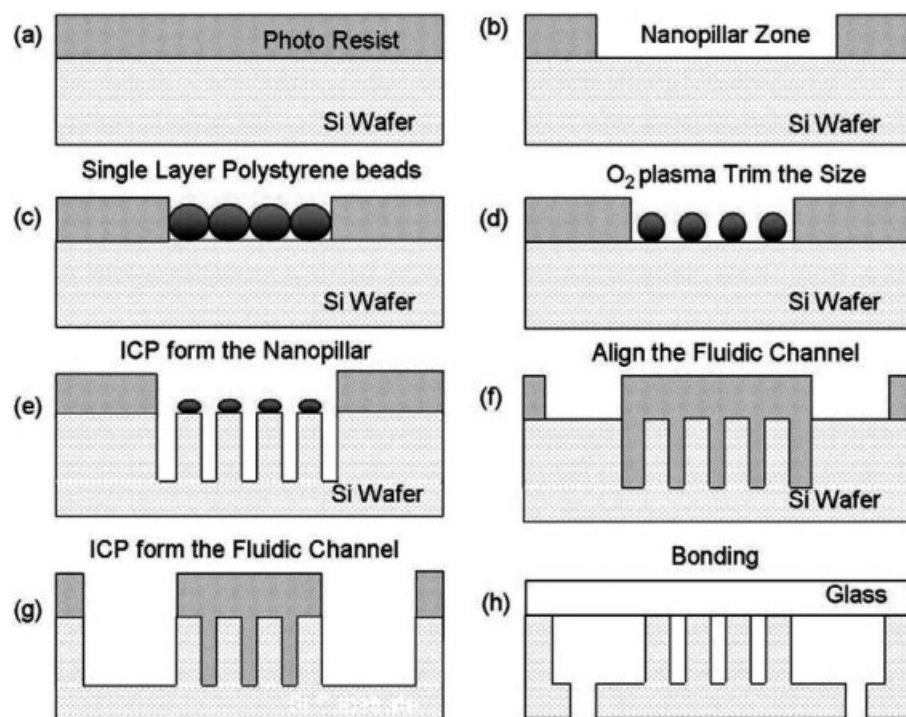 (a)
Photo Resist
Si Wafer
(b)
Nanopillar Zone
Si Wafer
Single Layer Polystyrene beads
(c)
Si Wafer
O₂ plasma Trim the Size
(d)
Si Wafer
ICP form the Nanopillar
(e)
Si Wafer
Align the Fluidic Channel
(f)
Si Wafer
ICP form the Fluidic Channel
(g)
Bonding
(h)
Glass